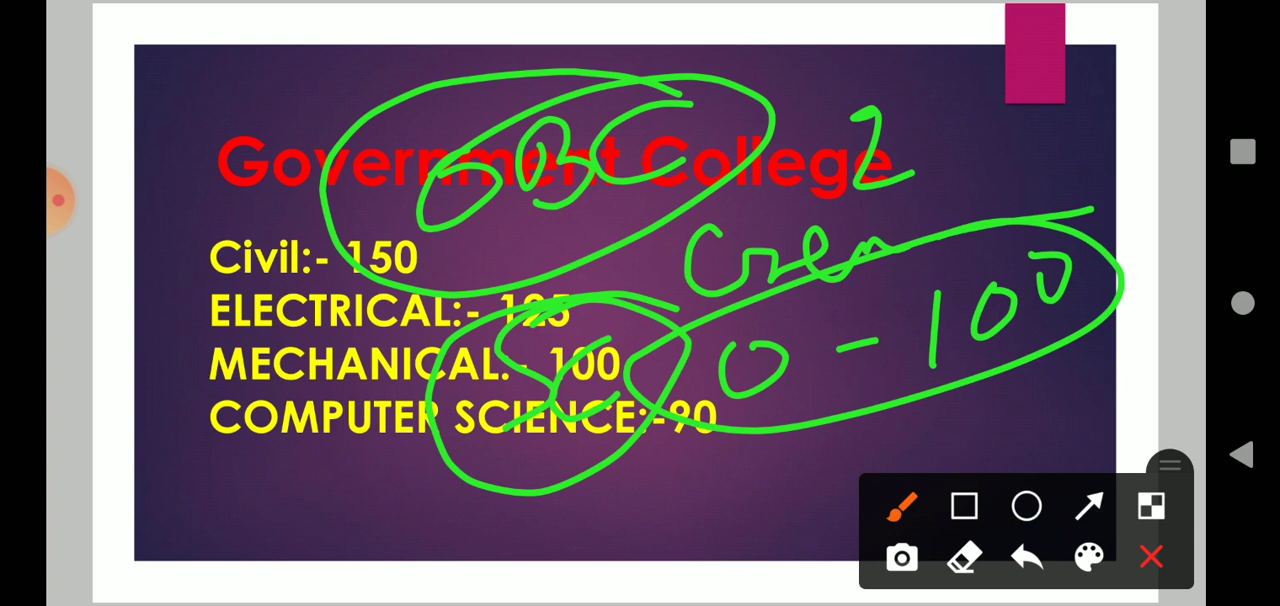 Government College
OBC
2
Civil:- 150
Gen
ELECTRICAL:- 125
MECHANICAL:- 100
SC
0 - 100
COMPUTER SCIENCE:-90